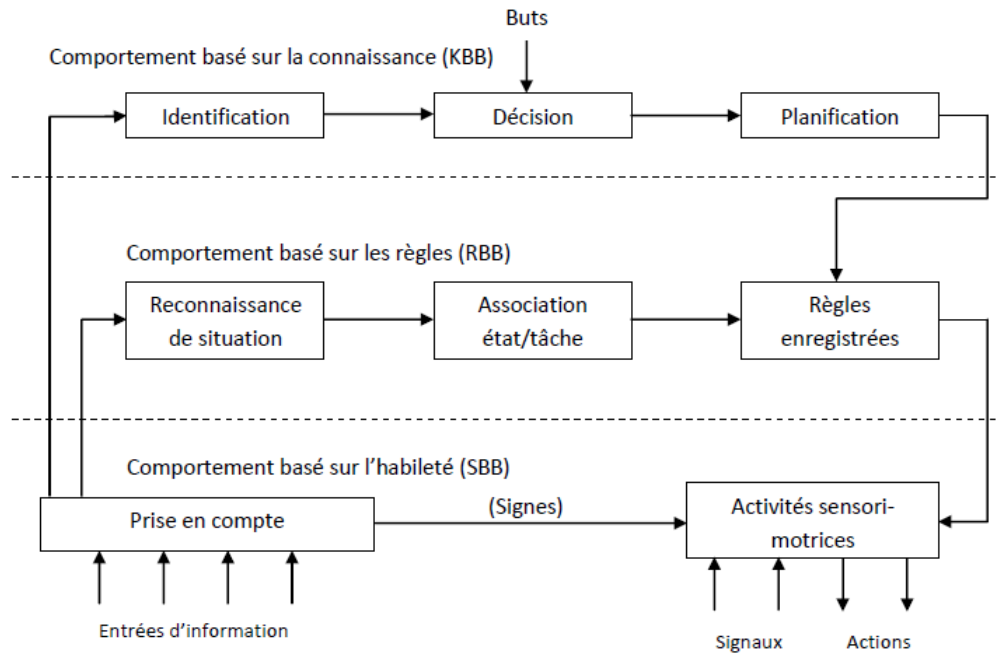 Buts
Comportement basé sur la connaissance (KBB)
Identification
Décision
Planification
Comportement basé sur les règles (RBB)
Reconnaissance
de situation
Association
état/tâche
Règles
enregistrées
Comportement basé sur l’habileté (SBB)
Prise en compte
(Signes)
Activités sensori-
motrices
Entrées d’information
Signaux
Actions